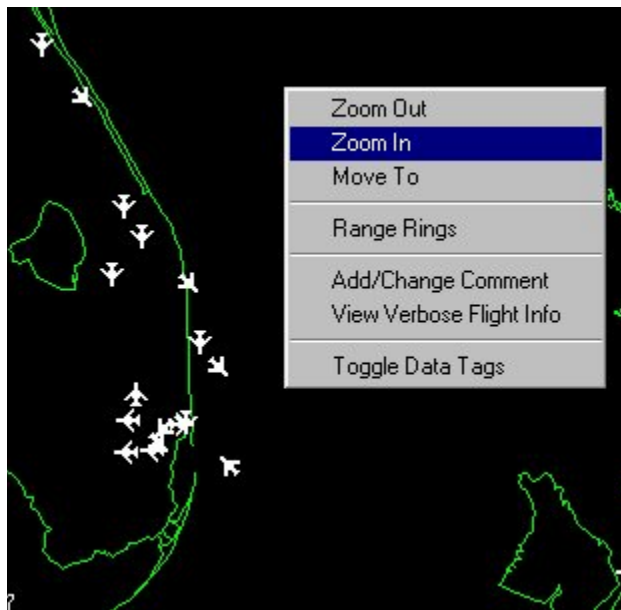 Zoom Out
Zoom In
Move To
Range Rings
Add/Change Comment
View Verbose Flight Info
Toggle Data Tags